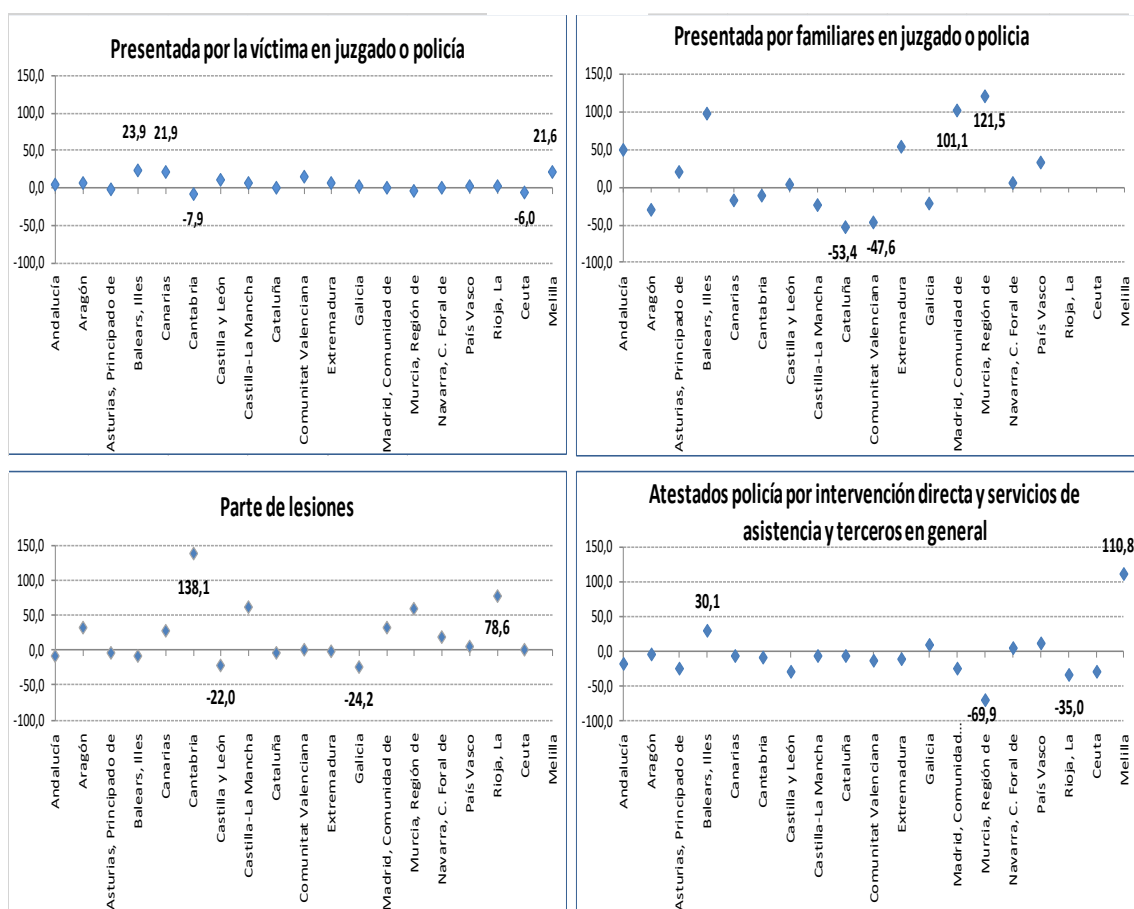 Presentada por la víctima en juzgado o policía
150,0
100,0
50,0
0,0
-50,0
-100,0
23,9
21,9
-7,9
-6,0
21,6
Andalucía
Aragón
Asturias, Principado de
Balears, Illes
Canarias
Cantabria
Castilla y León
Castilla-La Mancha
Cataluña
Comunitat Valenciana
Extremadura
Galicia
Madrid, Comunidad de
Murcia, Región de
Navarra, C. Foral de
País Vasco
Rioja, La
Ceuta
Melilla
Presentada por familiares en juzgado o policia
150,0
100,0
50,0
0,0
-50,0
-100,0
-53,4
-47,6
101,1
121,5
Andalucía
Aragón
Asturias, Principado de
Balears, Illes
Canarias
Cantabria
Castilla y León
Castilla-La Mancha
Cataluña
Comunitat Valenciana
Extremadura
Galicia
Madrid, Comunidad de
Murcia, Región de
Navarra, C. Foral de
País Vasco
Rioja, La
Ceuta
Melilla
Parte de lesiones
150,0
100,0
50,0
0,0
-50,0
-100,0
138,1
-22,0
-24,2
78,6
Andalucía
Aragón
Asturias, Principado de
Balears, Illes
Canarias
Cantabria
Castilla y León
Castilla-La Mancha
Cataluña
Comunitat Valenciana
Extremadura
Galicia
Madrid, Comunidad de
Murcia, Región de
Navarra, C. Foral de
País Vasco
Rioja, La
Ceuta
Melilla
Atestados policía por intervención directa y servicios de
asistencia y terceros en general
150,0
100,0
50,0
0,0
-50,0
-100,0
30,1
-69,9
-35,0
110,8
Andalucía
Aragón
Asturias, Principado de
Balears, Illes
Canarias
Cantabria
Castilla y León
Castilla-La Mancha
Cataluña
Comunitat Valenciana
Extremadura
Galicia
Madrid, Comunidad...
Murcia, Región de
Navarra, C. Foral de
País Vasco
Rioja, La
Ceuta
Melilla